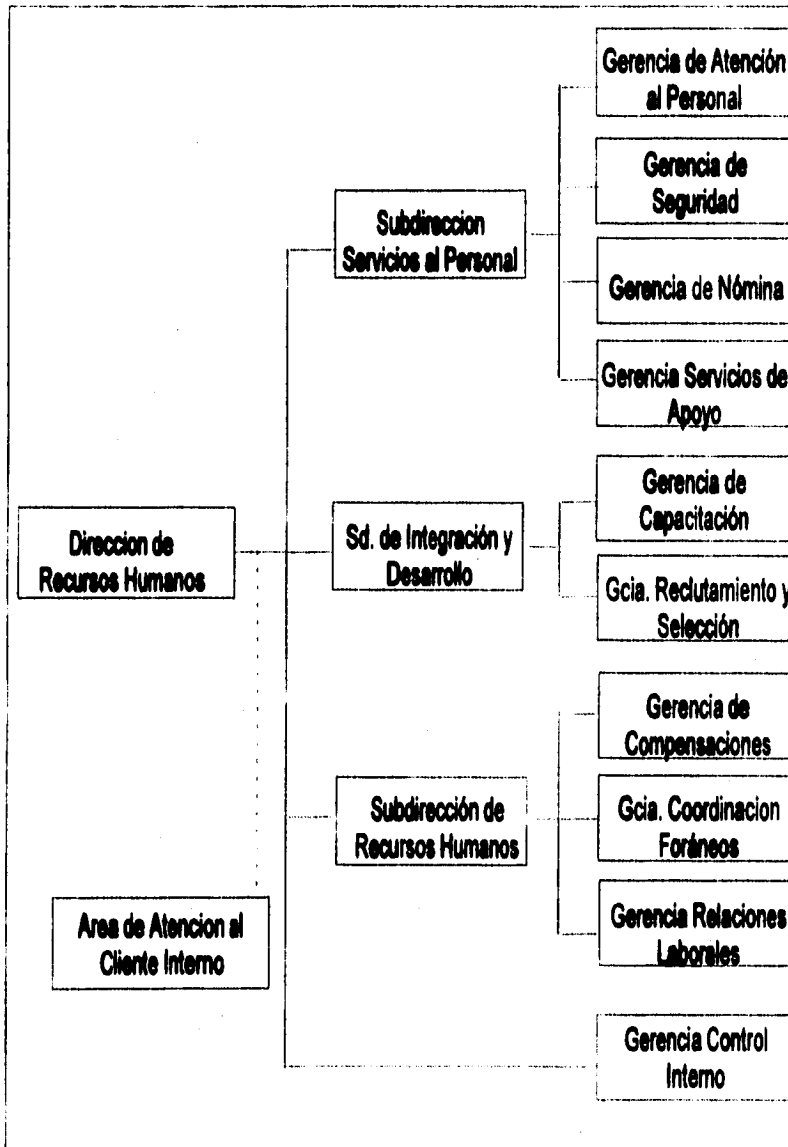 Gerencia de Atención
al Personal
Gerencia de
Seguridad
Subdireccion
Servicios al Personal
Gerencia de Nómina
Gerencia Servicios de
Apoyo
Gerencia de
Capacitación
Direccion de
Recursos Humanos
Sd. de Integración y
Desarrollo
Gcia. Reclutamiento y
Selección
Gerencia de
Compensaciones
Subdirección de
Recursos Humanos
Gcia. Coordinacion
Foráneos
Area de Atencion al
Cliente Interno
Gerencia Relaciones
Laborales
Gerencia Control
Interno